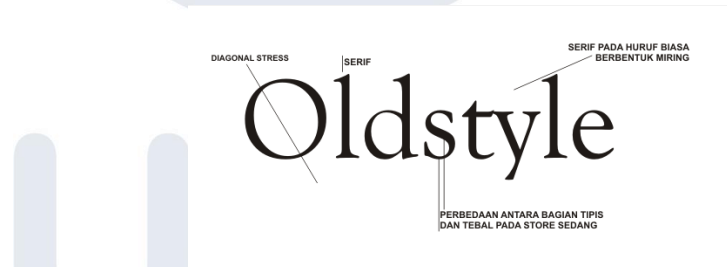 DIAGONAL STRESS
SERIF
SERIF PADA HURUF BIASA
BERBENTUK MIRING
Oldstyle
PERBEDAAN ANTARA BAGIAN TIPIS
DAN TEBAL PADA STORE SEDANG